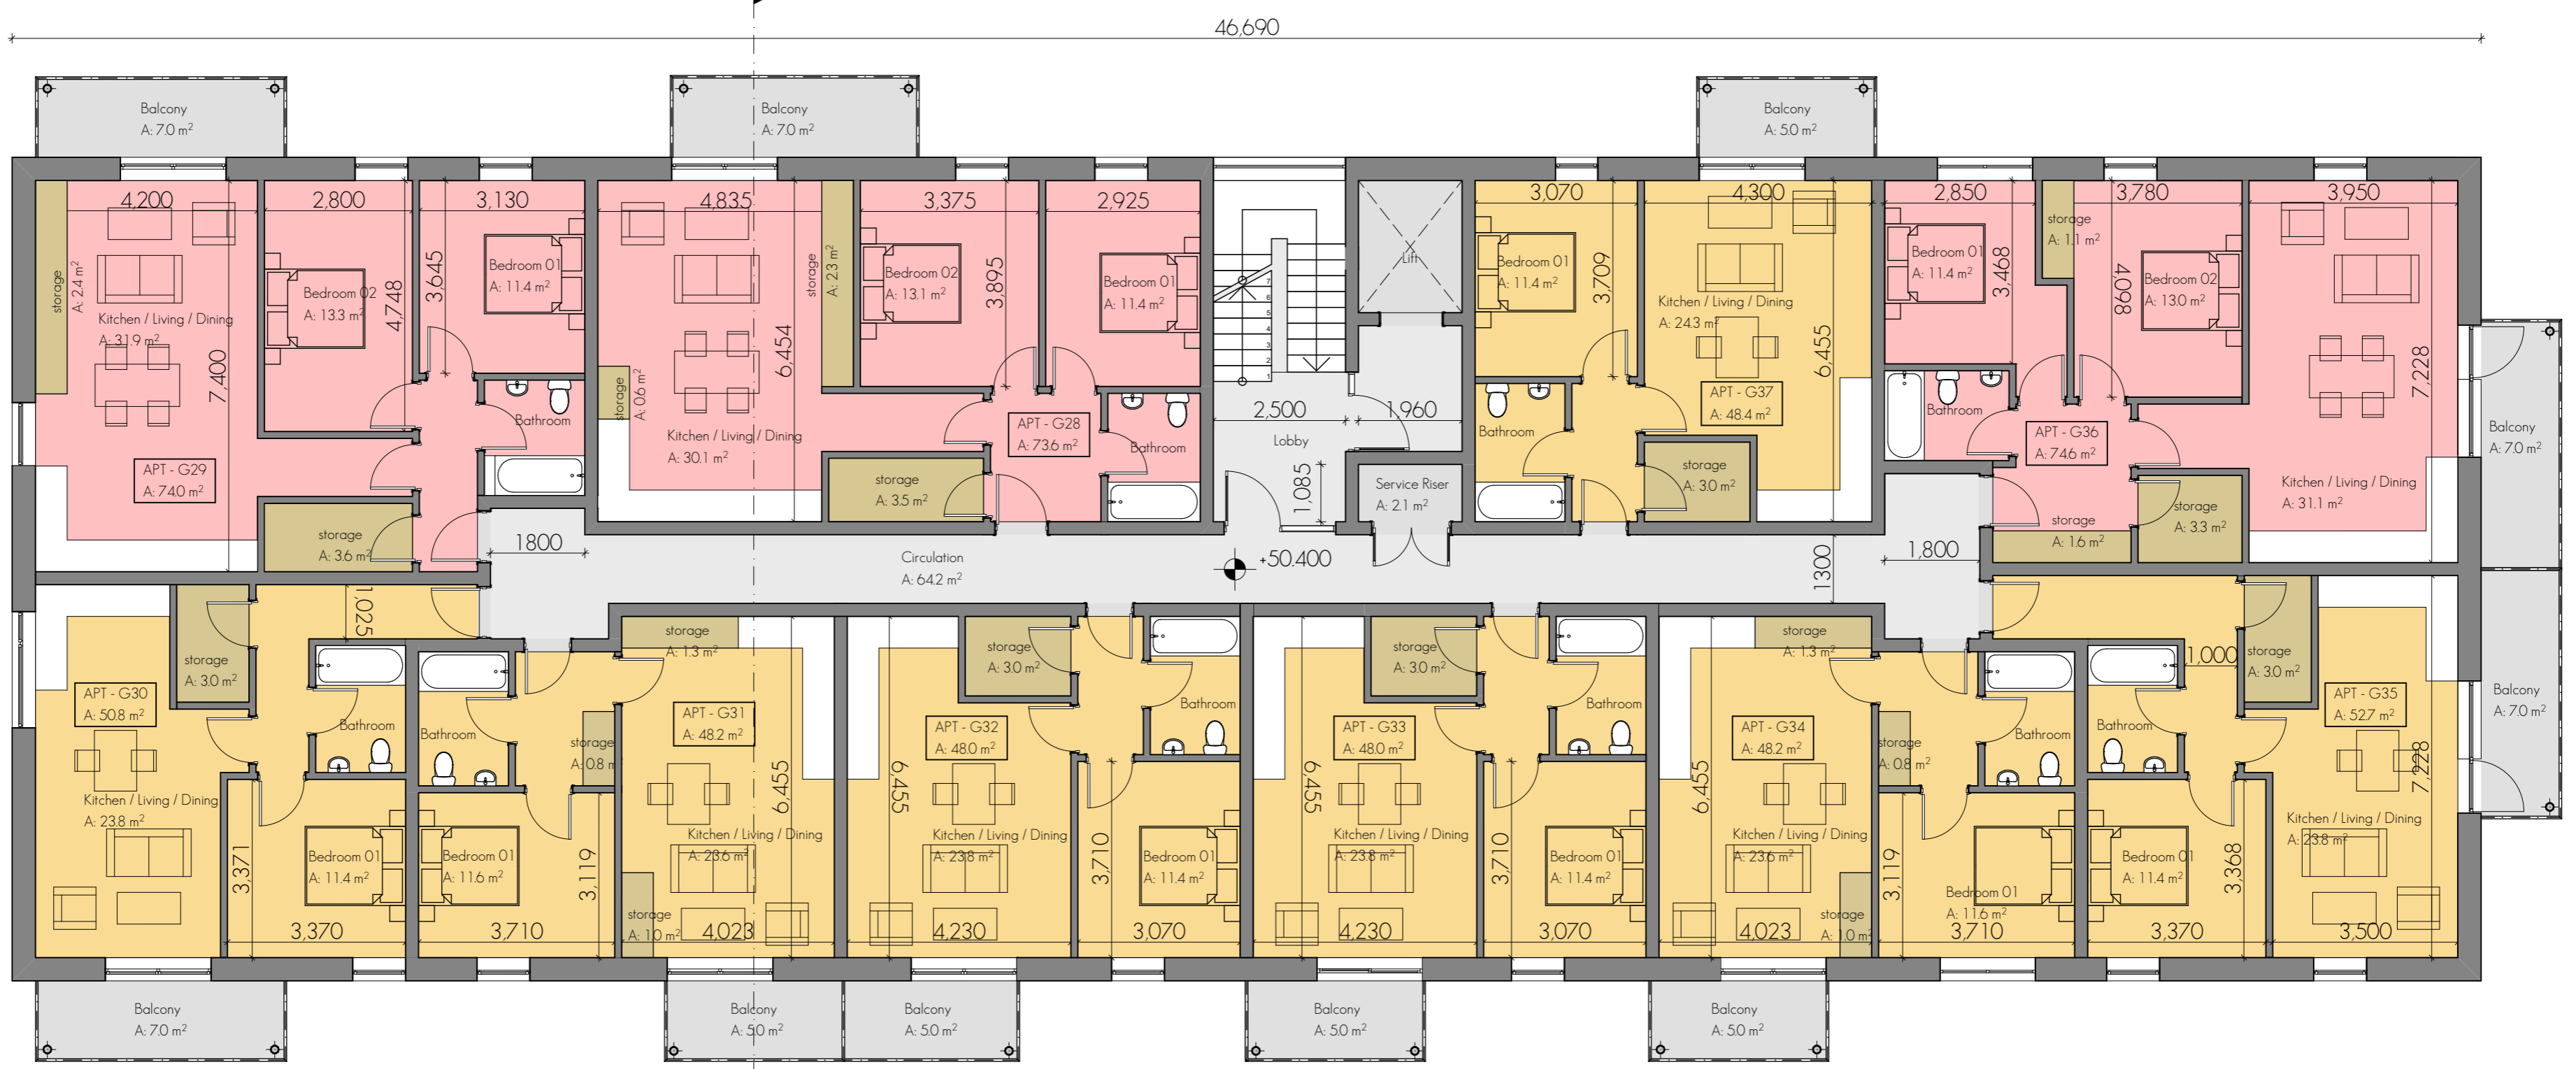 46,690
Balcony
A: 7.0 m²
Balcony
A: 7.0 m²
Balcony
A: 5.0 m²
4,200
2,800
3,130
4,835
3,375
2,925
3,070
4,300
2,850
3,780
3,950
storage
A: 2.4 m²
Kitchen / Living / Dining
A: 31.9 m²
7,400
APT - G29
A: 74.0 m²
Bedroom 02
A: 13.3 m²
4,748
3,645
Bedroom 01
A: 11.4 m²
Bathroom
storage
A: 3.6 m²
storage
A: 0.6 m²
storage
A: 2.3 m²
6,454
Kitchen / Living / Dining
A: 30.1 m²
Bedroom 02
A: 13.1 m²
3,895
Bedroom 01
A: 11.4 m²
APT - G28
A: 73.6 m²
Bathroom
storage
A: 3.5 m²
7
6
5
4
3
2
1
Lift
2,500
1,960
Lobby
1,085
Service Riser
A: 2.1 m²
Bedroom 01
A: 11.4 m²
3,709
Bathroom
Kitchen / Living / Dining
A: 24.3 m²
6,455
APT - G37
A: 48.4 m²
storage
A: 3.0 m²
Bedroom 01
A: 11.4 m²
3,468
storage
A: 1.1 m²
4,098
Bedroom 02
A: 13.0 m²
Bathroom
APT - G36
A: 74.6 m²
7,228
Kitchen / Living / Dining
A: 31.1 m²
storage
A: 3.3 m²
storage
A: 1.6 m²
Balcony
A: 7.0 m²
1800
Circulation
A: 64.2 m²
+50.400
1300
1,800
1,025
storage
A: 3.0 m²
APT - G30
A: 50.8 m²
Bathroom
Kitchen / Living / Dining
A: 23.8 m²
3,371
Bedroom 01
A: 11.4 m²
3,370
Bathroom
storage
A: 0.8 m
Bedroom 01
A: 11.6 m²
3,119
3,710
storage
A: 1.3 m²
APT - G31
A: 48.2 m²
6,455
Kitchen / Living / Dining
A: 23.6 m²
storage
A: 1.0 m²
4,023
storage
A: 3.0 m²
APT - G32
A: 48.0 m²
6,455
Kitchen / Living / Dining
A: 23.8 m²
4,230
Bathroom
3,710
Bedroom 01
A: 11.4 m²
3,070
storage
A: 3.0 m²
APT - G33
A: 48.0 m²
6,455
Kitchen / Living / Dining
A: 23.8 m²
4,230
Bathroom
3,710
Bedroom 01
A: 11.4 m²
3,070
storage
A: 1.3 m²
APT - G34
A: 48.2 m²
6,455
Kitchen / Living / Dining
A: 23.6 m²
storage
A: 1.0 m²
4,023
storage
A: 0.8 m²
Bathroom
3,119
Bedroom 01
A: 11.6 m²
3,710
1,000
storage
A: 3.0 m²
Bathroom
Bedroom 01
A: 11.4 m²
3,368
3,370
APT - G35
A: 52.7 m²
7,228
Kitchen / Living / Dining
A: 23.8 m²
3,500
Balcony
A: 7.0 m²
Balcony
A: 7.0 m²
Balcony
A: 5.0 m²
Balcony
A: 5.0 m²
Balcony
A: 5.0 m²
Balcony
A: 5.0 m²